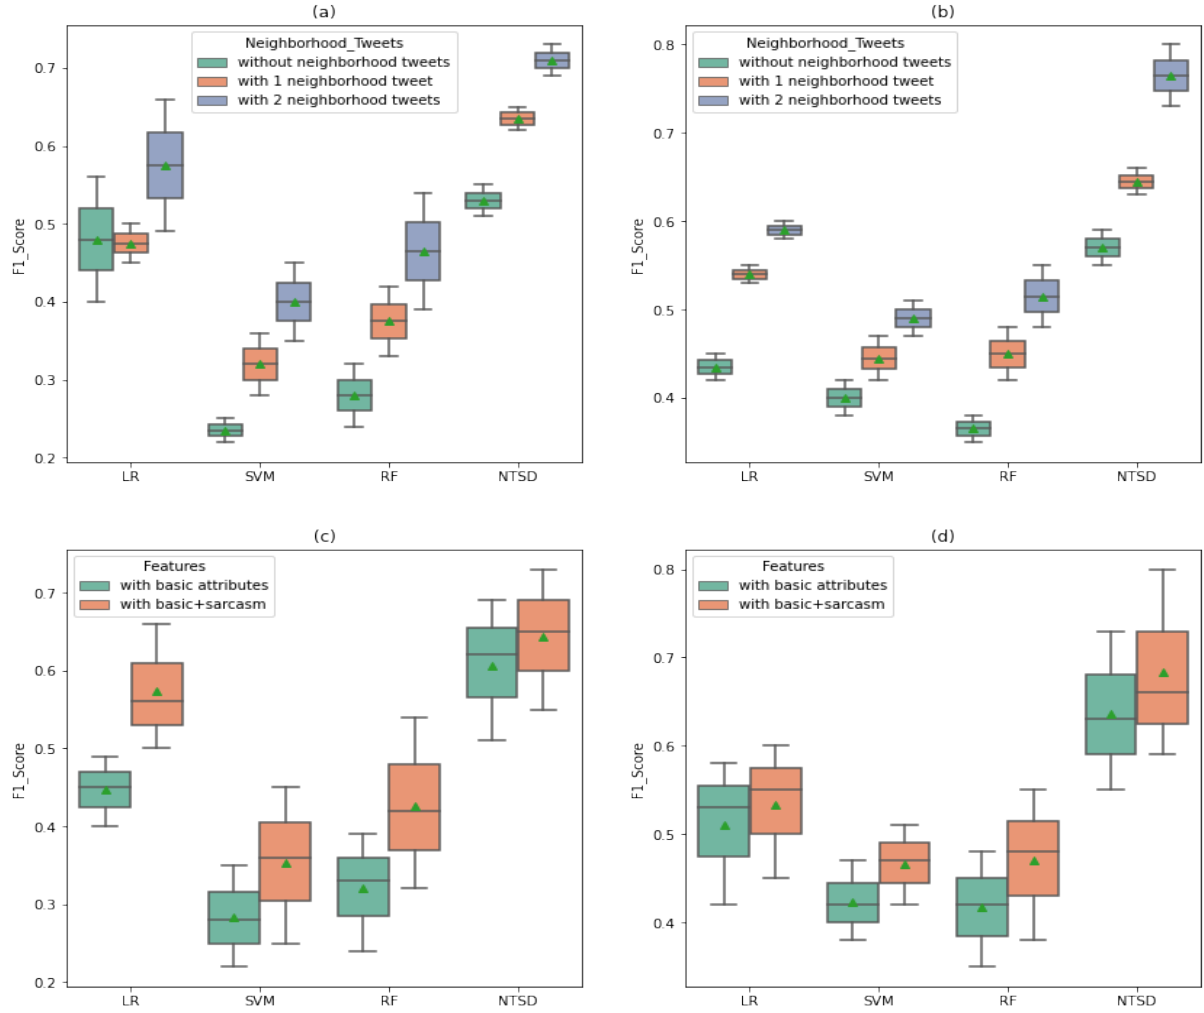 (a)
Neighborhood_Tweets
without neighborhood tweets
with 1 neighborhood tweet
with 2 neighborhood tweets
F1_Score
0.7
0.6
0.5
0.4
0.3
0.2
LR SVM RF NTSD
(b)
Neighborhood_Tweets
without neighborhood tweets
with 1 neighborhood tweet
with 2 neighborhood tweets
F1_Score
0.8
0.7
0.6
0.5
0.4
LR SVM RF NTSD
(c)
Features
with basic attributes
with basic+sarcasm
F1_Score
0.7
0.6
0.5
0.4
0.3
0.2
LR SVM RF NTSD
(d)
Features
with basic attributes
with basic+sarcasm
F1_Score
0.8
0.7
0.6
0.5
0.4
LR SVM RF NTSD